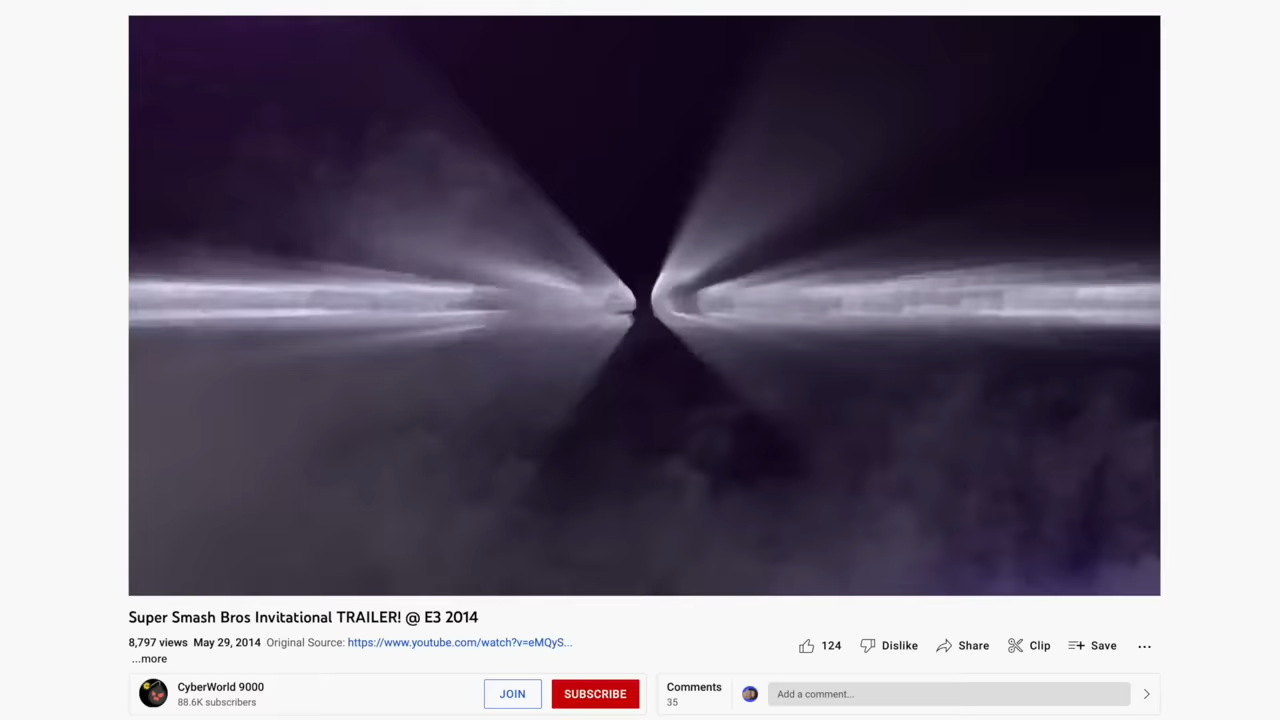 Super Smash Bros Invitational TRAILER! @ E3 2014
8,797 views May 29, 2014 Original Source: https://www.youtube.com/watch?v=eMQyS...
...more
124 Dislike Share Clip Save
CyberWorld 9000
88.6K subscribers
JOIN
SUBSCRIBE
Comments
35
Add a comment...